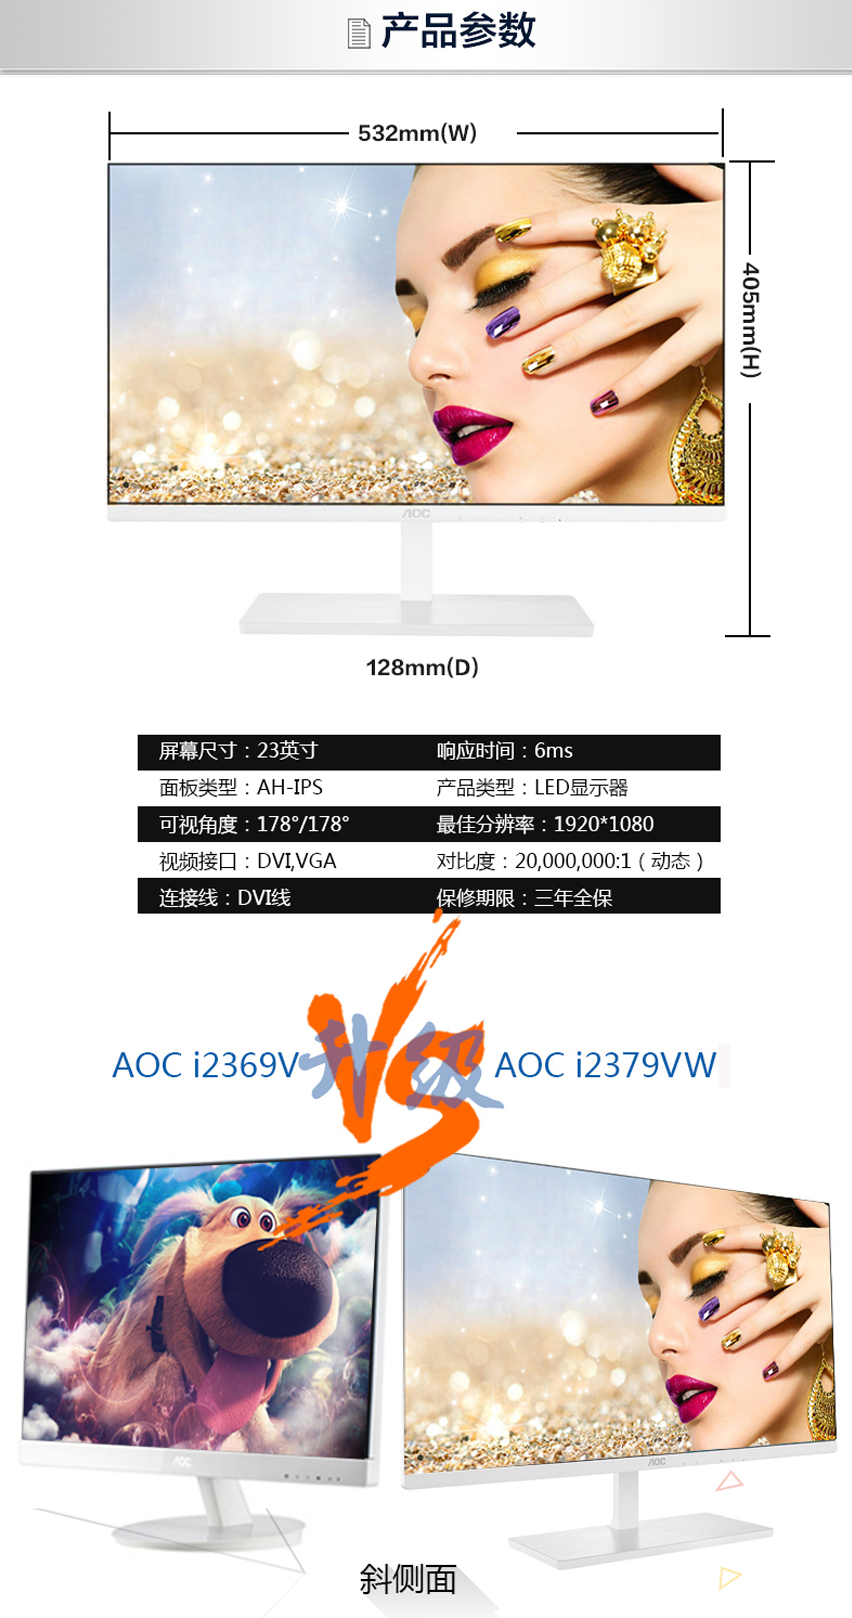 产品参数
532mm(W)
405mm(H)
AOC
128mm(D)
屏幕尺寸：23英寸 响应时间：6ms
面板类型：AH-IPS 产品类型：LED显示器
可视角度：178°/178° 最佳分辨率：1920*1080
视频接口：DVI,VGA 对比度：20,000,000:1（动态）
连接线：DVI线 保修期限：三年全保
VS
AOC i2369V 升级 AOC i2379VW
AOC
AOC
斜侧面